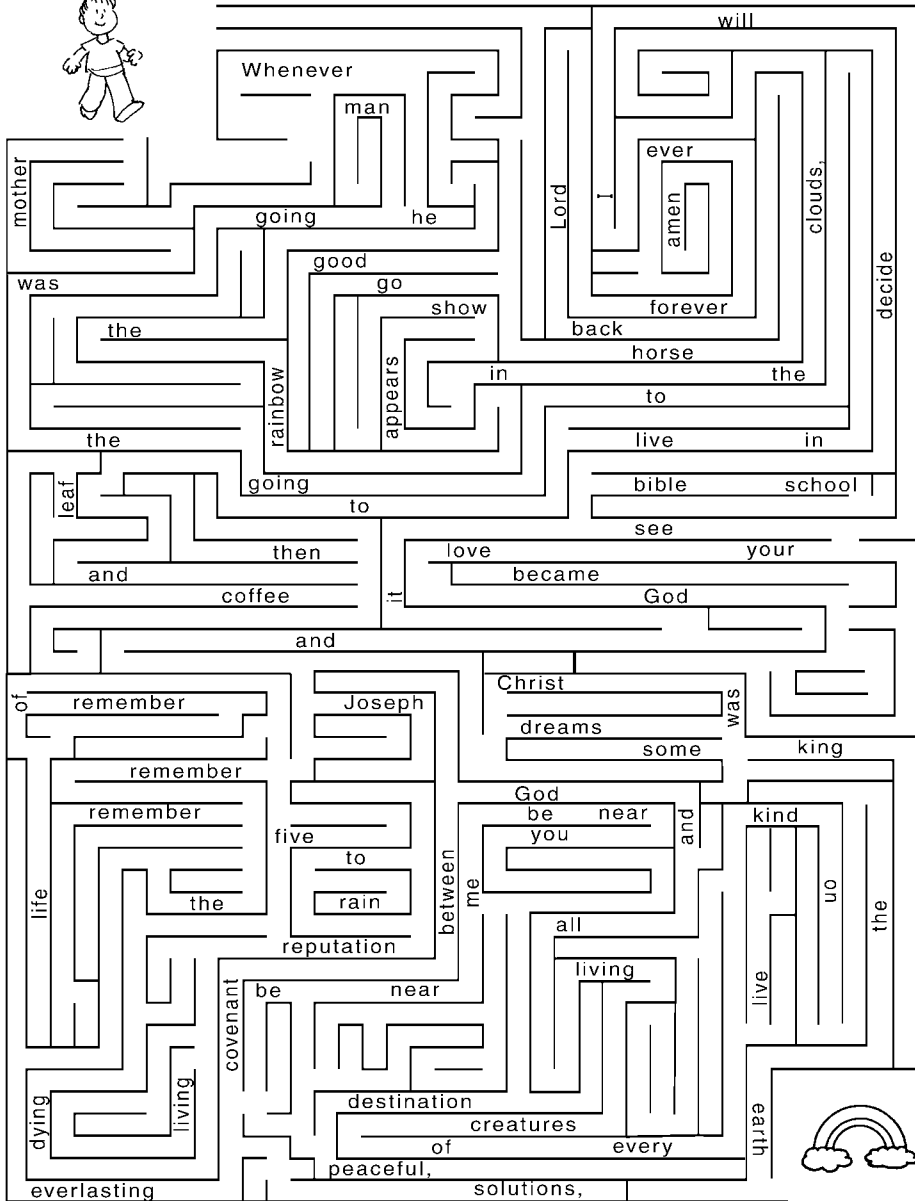 will
Whenever
man
mother
ever
Lord
I
amen
clouds,
going he
good
was
go
decide
show
forever
the
back
horse
in the
rainbow
appears
to
the
live in
going
leaf
bible school
to
see
then
love your
and
became
it
coffee
God
and
Christ
of
remember
Joseph
was
dreams
some
king
remember
God
remember
be near
and
kind
five
you
to
between
me
life
on
the
rain
the
all
reputation
living
covenant
be near
live
destination
living
dying
creatures
earth
of every
peaceful,
everlasting
solutions,